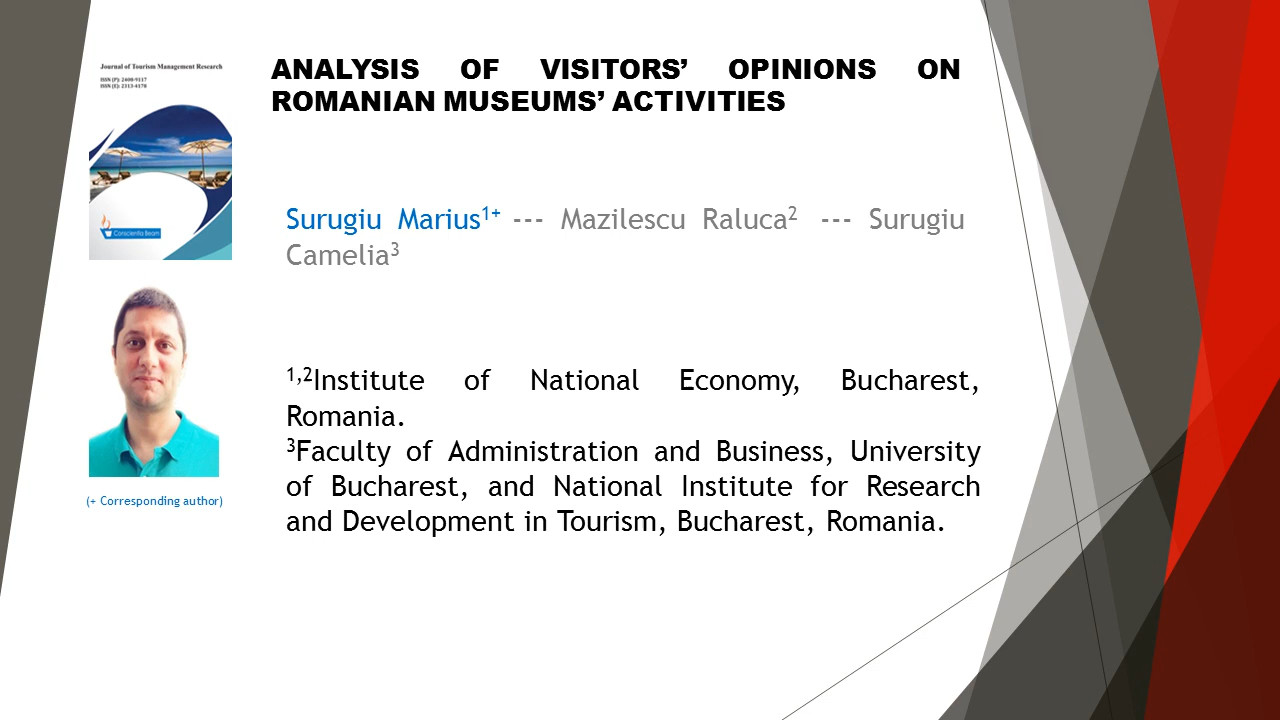 Journal of Tourism Management Research
ISSN (P): 2408-9117
ISSN (E): 2313-4178
Conscientia Beam
ANALYSIS OF VISITORS’ OPINIONS ON
ROMANIAN MUSEUMS’ ACTIVITIES
Surugiu Marius¹⁺ --- Mazilescu Raluca² --- Surugiu
Camelia³
¹,²Institute of National Economy, Bucharest,
Romania.
³Faculty of Administration and Business, University
of Bucharest, and National Institute for Research
and Development in Tourism, Bucharest, Romania.
(+ Corresponding author)